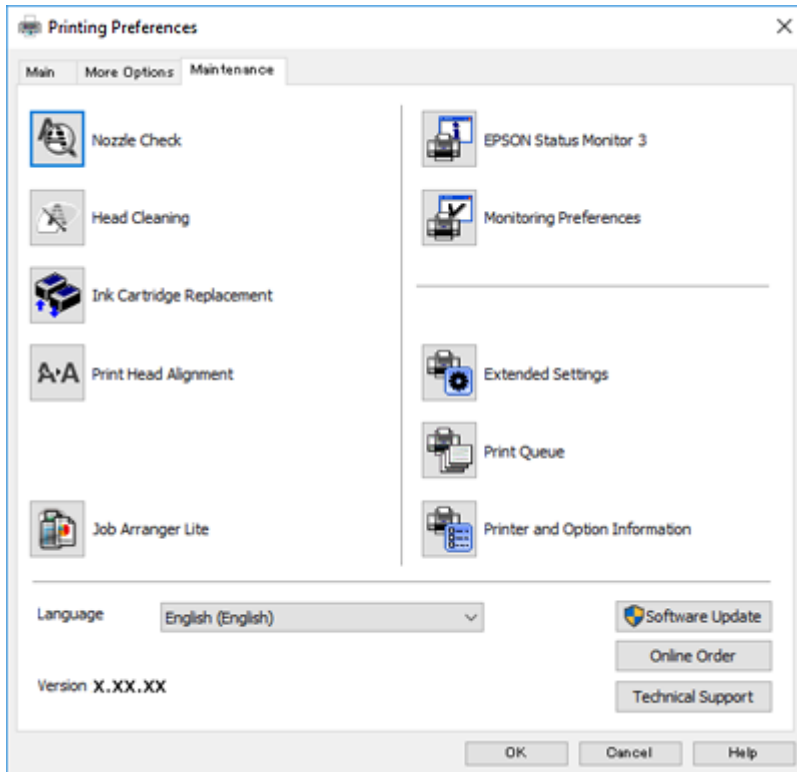 Printing Preferences
Main
More Options
Maintenance
Nozzle Check
Head Cleaning
Ink Cartridge Replacement
A·A
Print Head Alignment
Job Arranger Lite
EPSON Status Monitor 3
Monitoring Preferences
Extended Settings
Print Queue
Printer and Option Information
Language
English (English)
Software Update
Online Order
Version X.XX.XX
Technical Support
OK
Cancel
Help